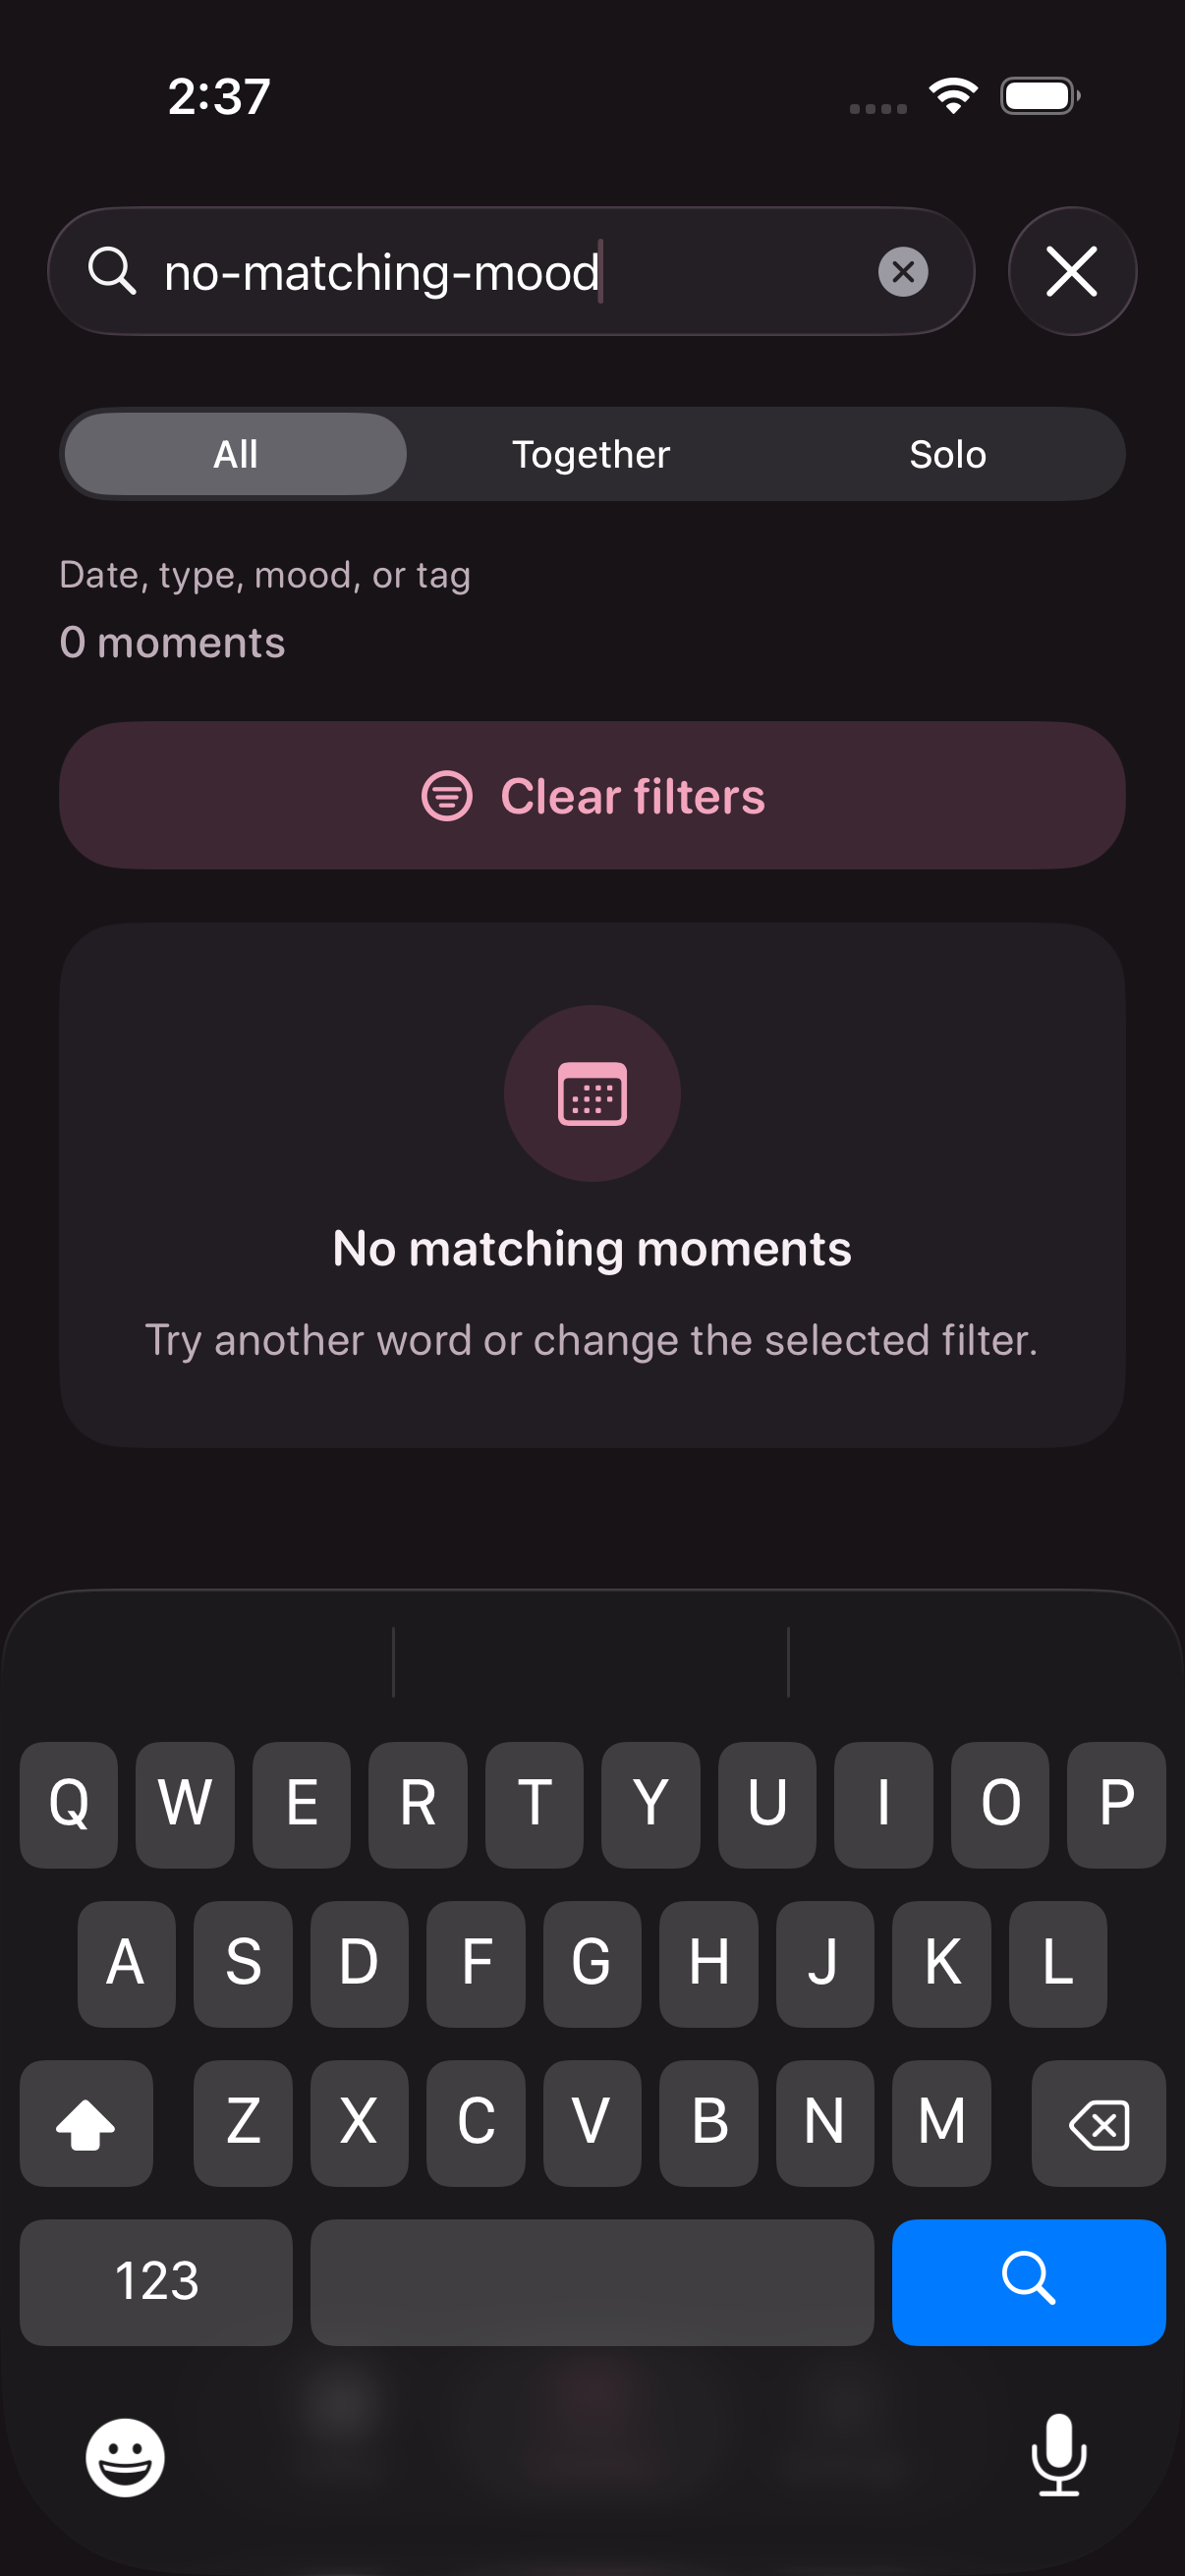 2:37
no-matching-mood
All Together Solo
Date, type, mood, or tag
0 moments
Clear filters
No matching moments
Try another word or change the selected filter.
Q W E R T Y U I O P
A S D F G H J K L
Z X C V B N M
123